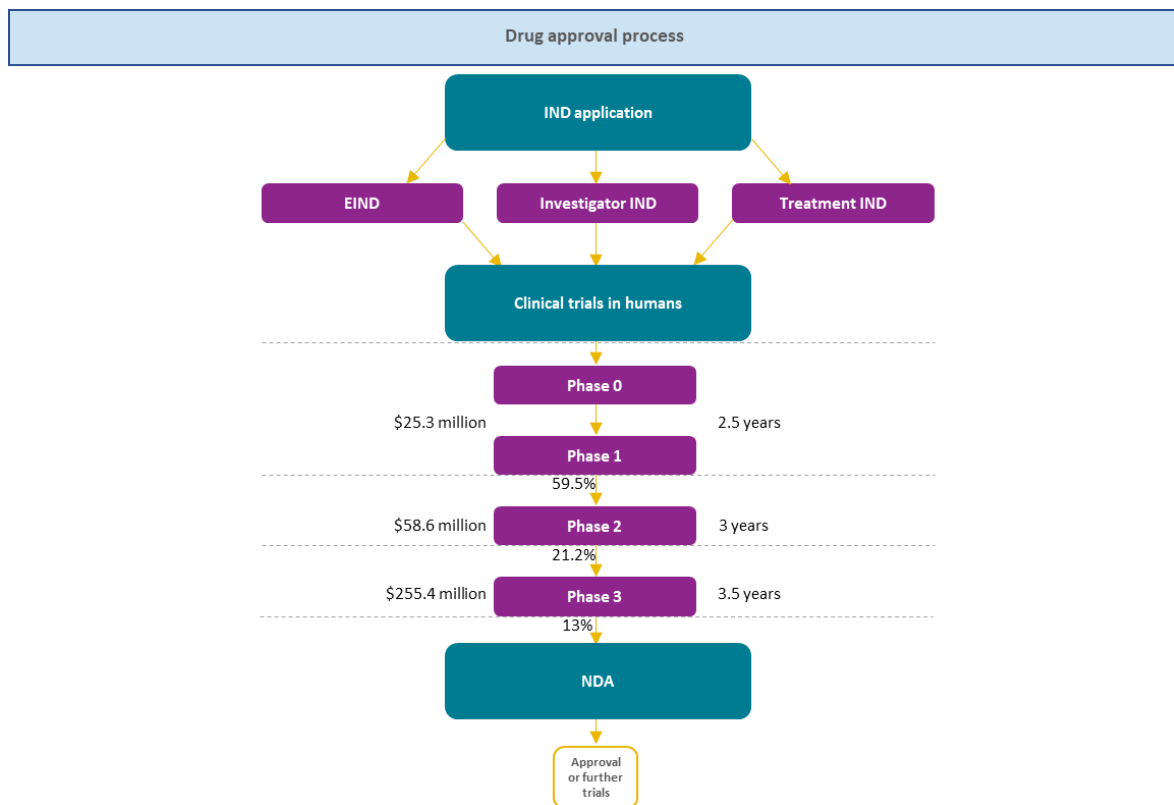 Drug approval process
IND application
EIND
Investigator IND
Treatment IND
Clinical trials in humans
Phase 0
$25.3 million
2.5 years
Phase 1
59.5%
$58.6 million
Phase 2
3 years
21.2%
$255.4 million
Phase 3
3.5 years
13%
NDA
Approval
or further
trials